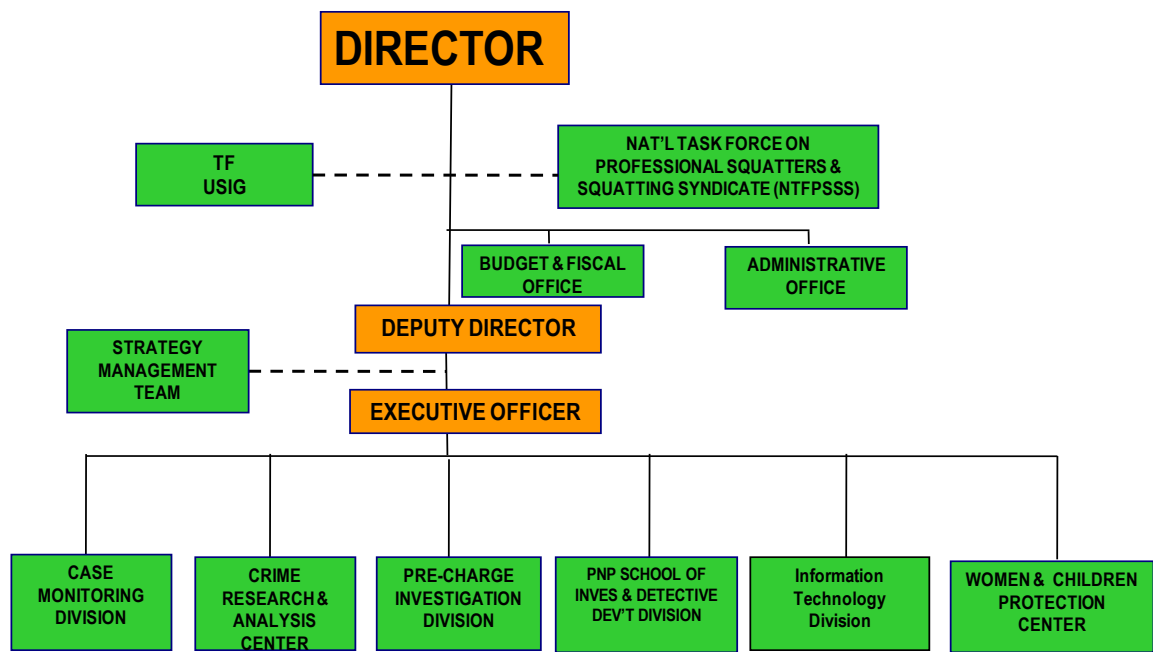 DIRECTOR
TF
USIG
NAT'L TASK FORCE ON
PROFESSIONAL SQUATTERS &
SQUATTING SYNDICATE (NTFPSSS)
BUDGET & FISCAL
OFFICE
ADMINISTRATIVE
OFFICE
DEPUTY DIRECTOR
STRATEGY
MANAGEMENT
TEAM
EXECUTIVE OFFICER
CASE
MONITORING
DIVISION
CRIME
RESEARCH &
ANALYSIS
CENTER
PRE-CHARGE
INVESTIGATION
DIVISION
PNP SCHOOL OF
INVES & DETECTIVE
DEV'T DIVISION
Information
Technology
Division
WOMEN & CHILDREN
PROTECTION
CENTER